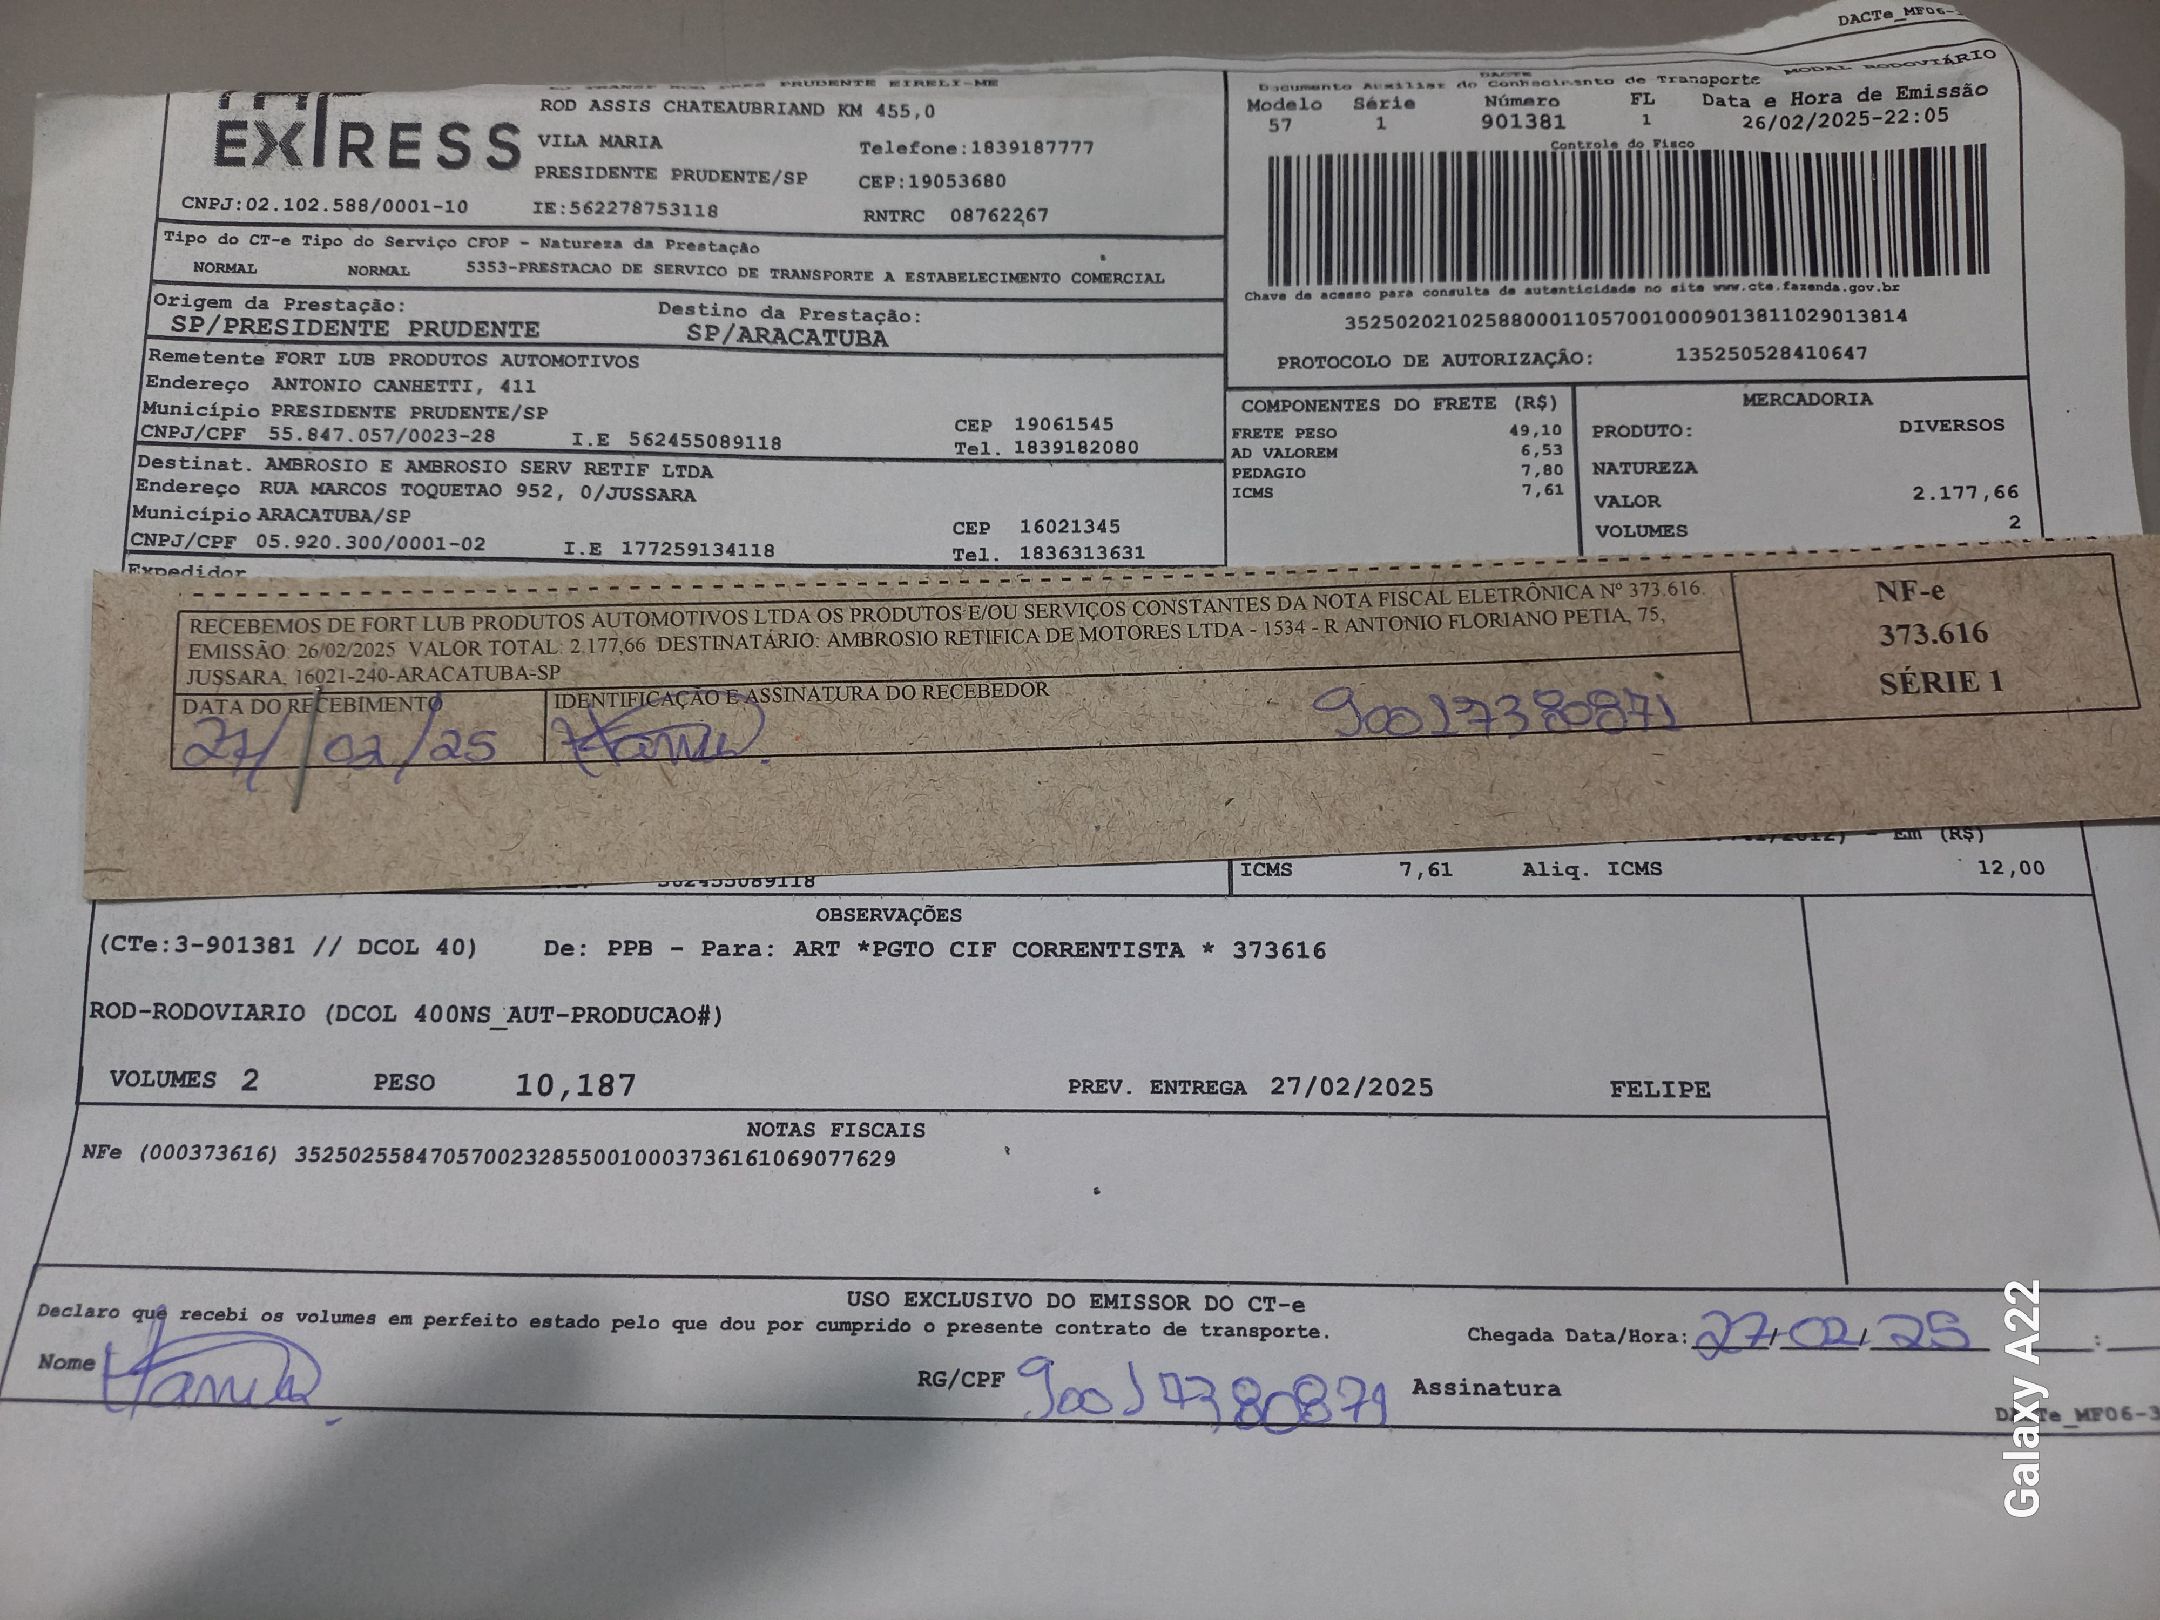 DACTe_MF06-3
MODAL RODOVIÁRIO
PRUDENTE EIRELI-ME
EXPRESS
ROD ASSIS CHATEAUBRIAND KM 455,0
VILA MARIA Telefone:1839187777
PRESIDENTE PRUDENTE/SP CEP:19053680
CNPJ:02.102.588/0001-10 IE:562278753118 RNTRC 08762267
DACTE
Documento Auxiliar do Conhecimento de Transporte
Modelo Série Número FL Data e Hora de Emissão
57 1 901381 1 26/02/2025-22:05
Controle do Fisco
Chave de acesso para consulta de autenticidade no site www.cte.fazenda.gov.br
35250202102588000110570010009013811029013814
PROTOCOLO DE AUTORIZAÇÃO: 135250528410647
Tipo do CT-e Tipo do Serviço CFOP - Natureza da Prestação
NORMAL NORMAL 5353-PRESTACAO DE SERVICO DE TRANSPORTE A ESTABELECIMENTO COMERCIAL
Origem da Prestação: Destino da Prestação:
SP/PRESIDENTE PRUDENTE SP/ARACATUBA
Remetente FORT LUB PRODUTOS AUTOMOTIVOS
Endereço ANTONIO CANHETTI, 411
Município PRESIDENTE PRUDENTE/SP CEP 19061545
CNPJ/CPF 55.847.057/0023-28 I.E 562455089118 Tel. 1839182080
Destinat. AMBROSIO E AMBROSIO SERV RETIF LTDA
Endereço RUA MARCOS TOQUETAO 952, 0/JUSSARA
Município ARACATUBA/SP CEP 16021345
CNPJ/CPF 05.920.300/0001-02 I.E 177259134118 Tel. 1836313631
Expedidor
COMPONENTES DO FRETE (R$)
FRETE PESO 49,10
AD VALOREM 6,53
PEDAGIO 7,80
ICMS 7,61
MERCADORIA
PRODUTO: DIVERSOS
NATUREZA
VALOR 2.177,66
VOLUMES 2
RECEBEMOS DE FORT LUB PRODUTOS AUTOMOTIVOS LTDA OS PRODUTOS E/OU SERVIÇOS CONSTANTES DA NOTA FISCAL ELETRÔNICA Nº 373.616.
EMISSÃO: 26/02/2025 VALOR TOTAL: 2.177,66 DESTINATÁRIO: AMBROSIO RETIFICA DE MOTORES LTDA - 1534 - R ANTONIO FLORIANO PETIA, 75,
JUSSARA, 16021-240-ARACATUBA-SP
DATA DO RECEBIMENTO IDENTIFICAÇÃO E ASSINATURA DO RECEBEDOR
27/02/25 90017380871
NF-e
373.616
SÉRIE 1
Em (R$)
562455089118
ICMS 7,61 Aliq. ICMS 12,00
OBSERVAÇÕES
(CTe:3-901381 // DCOL 40) De: PPB - Para: ART *PGTO CIF CORRENTISTA * 373616
ROD-RODOVIARIO (DCOL 400NS_AUT-PRODUCAO#)
VOLUMES 2 PESO 10,187 PREV. ENTREGA 27/02/2025 FELIPE
NOTAS FISCAIS
NFe (000373616) 35250255847057002328550010003736161069077629
USO EXCLUSIVO DO EMISSOR DO CT-e
Declaro que recebi os volumes em perfeito estado pelo que dou por cumprido o presente contrato de transporte.
Chegada Data/Hora: 27/02/25 :
Nome RG/CPF 90017380871 Assinatura
DACTe_MF06-3
Galaxy A22